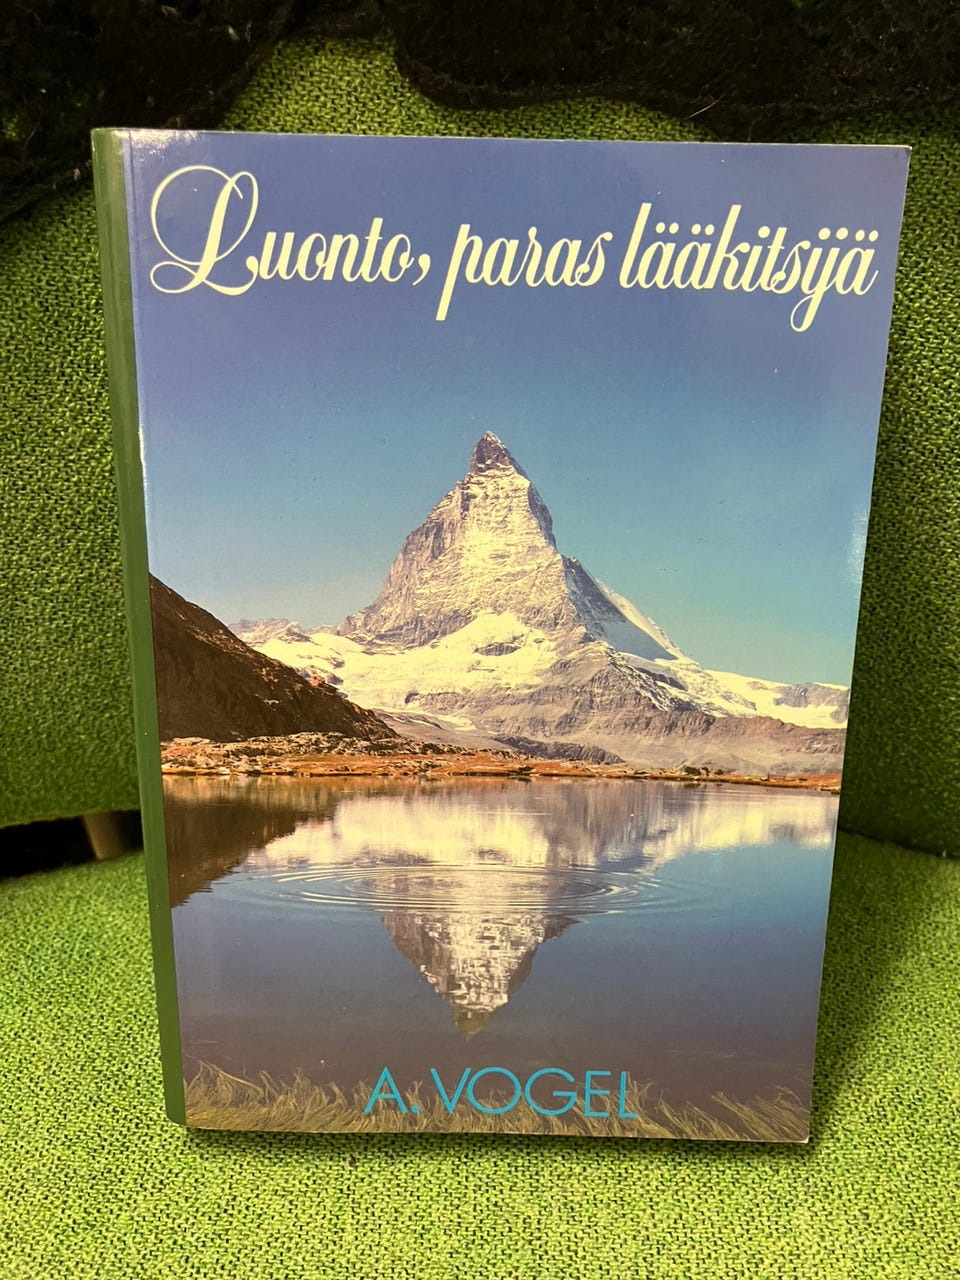 Luonto, paras lääkitsijä
A. VOGEL